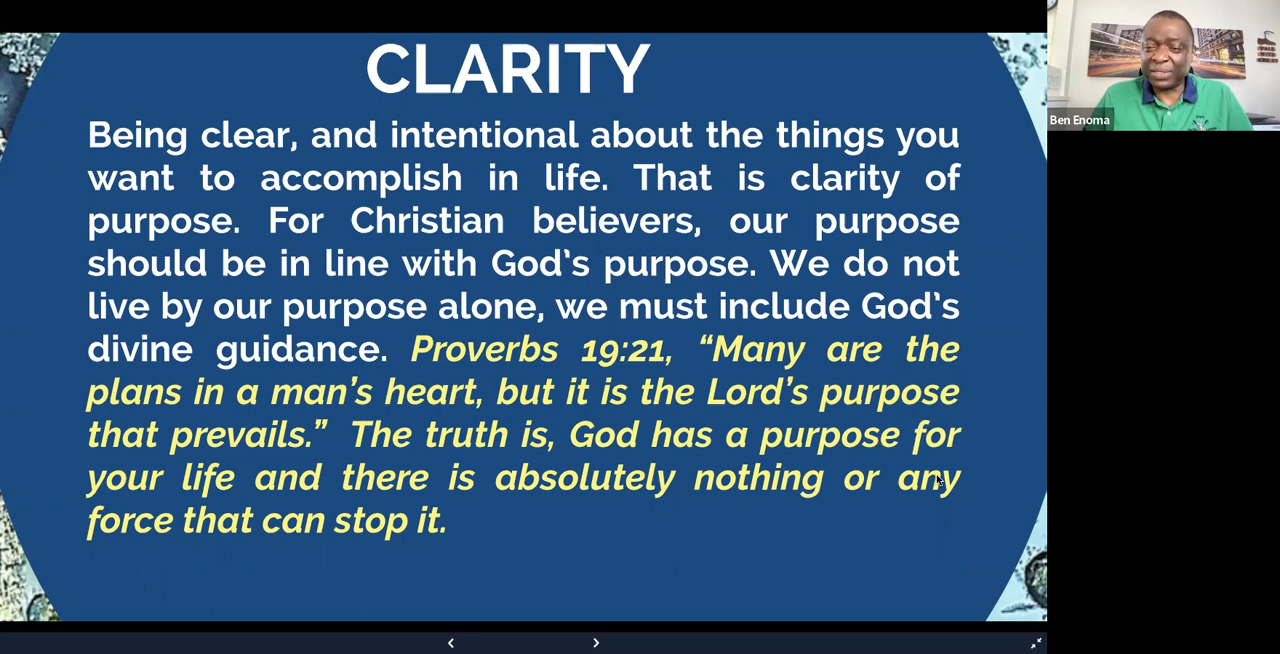 CLARITY
Being clear, and intentional about the things you
want to accomplish in life. That is clarity of
purpose. For Christian believers, our purpose
should be in line with God's purpose. We do not
live by our purpose alone, we must include God's
divine guidance. Proverbs 19:21, “Many are the
plans in a man’s heart, but it is the Lord’s purpose
that prevails.” The truth is, God has a purpose for
your life and there is absolutely nothing or any
force that can stop it.
Ben Enoma